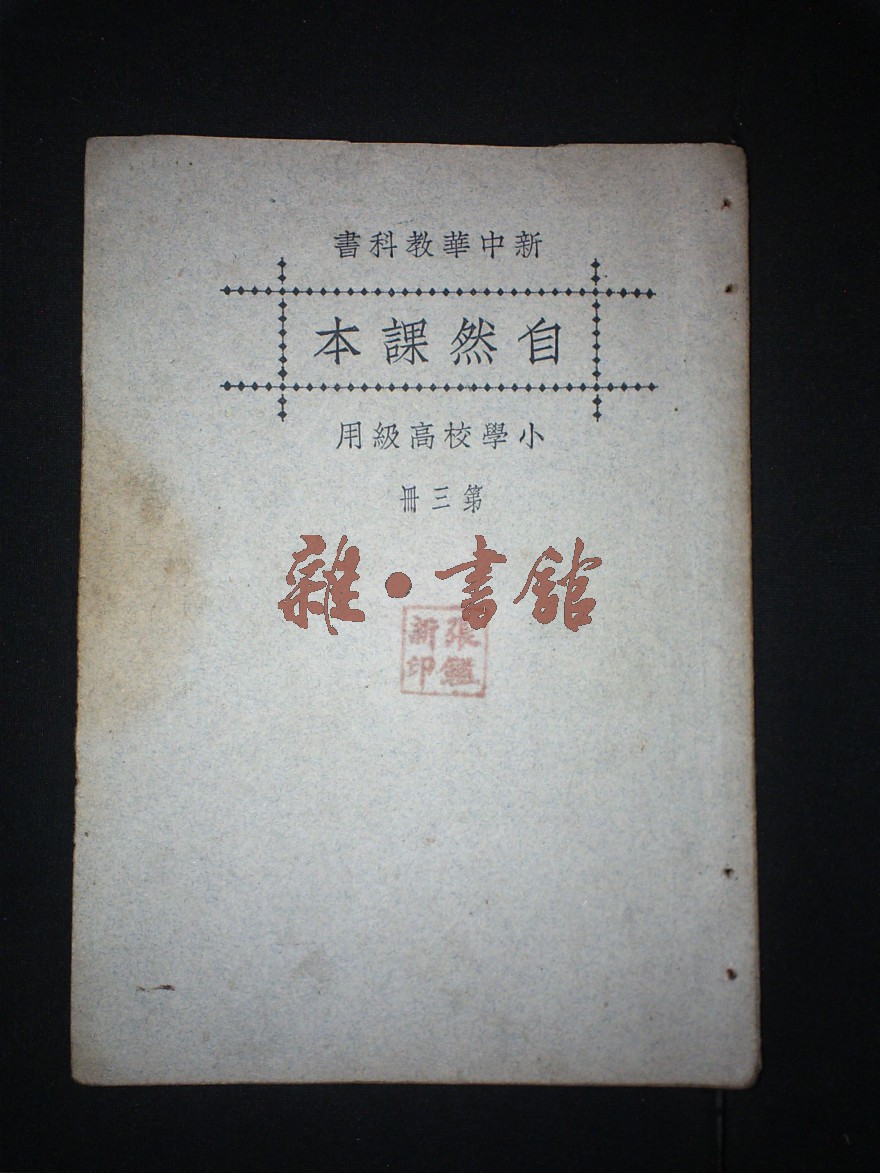 新中華教科書
自然課本
小學校高級用
第三冊
雜·書館
張鑑
新印